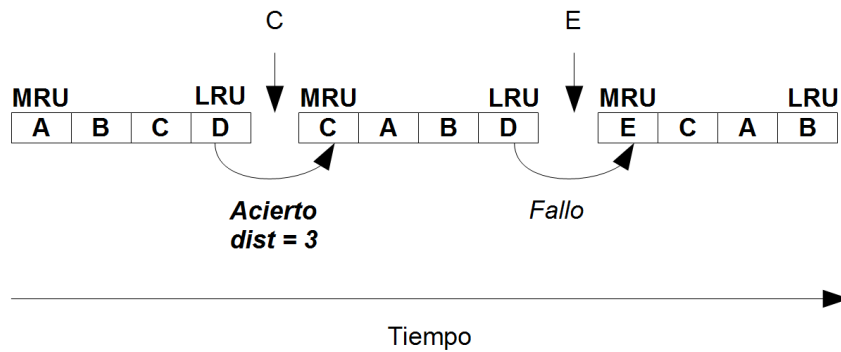 C
E
MRU
LRU
MRU
LRU
MRU
LRU
A B C D
C A B D
E C A B
Acierto
dist = 3
Fallo
Tiempo